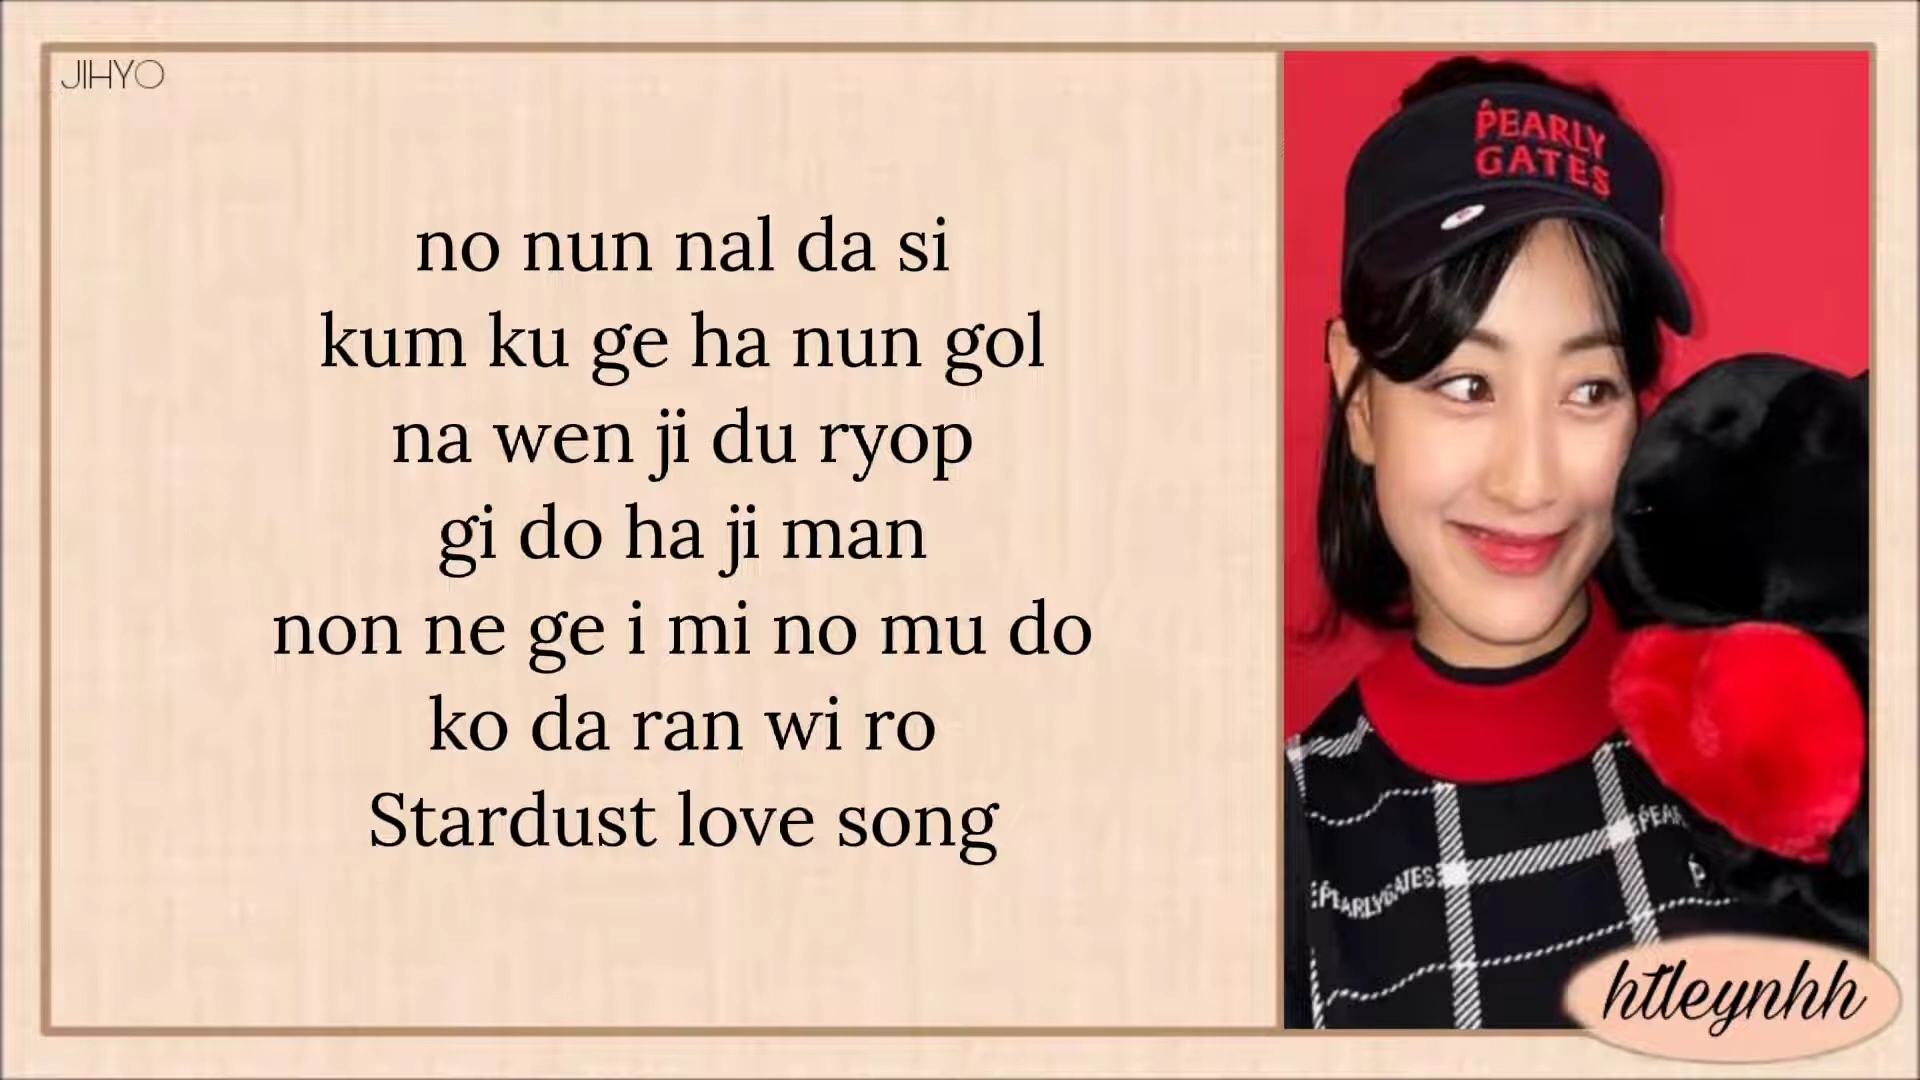 JIHYO
no nun nal da si
kum ku ge ha nun gol
na wen ji du ryop
gi do ha ji man
non ne ge i mi no mu do
ko da ran wi ro
Stardust love song
PEARLY
GATES
PEARLYGATES
htleynhh